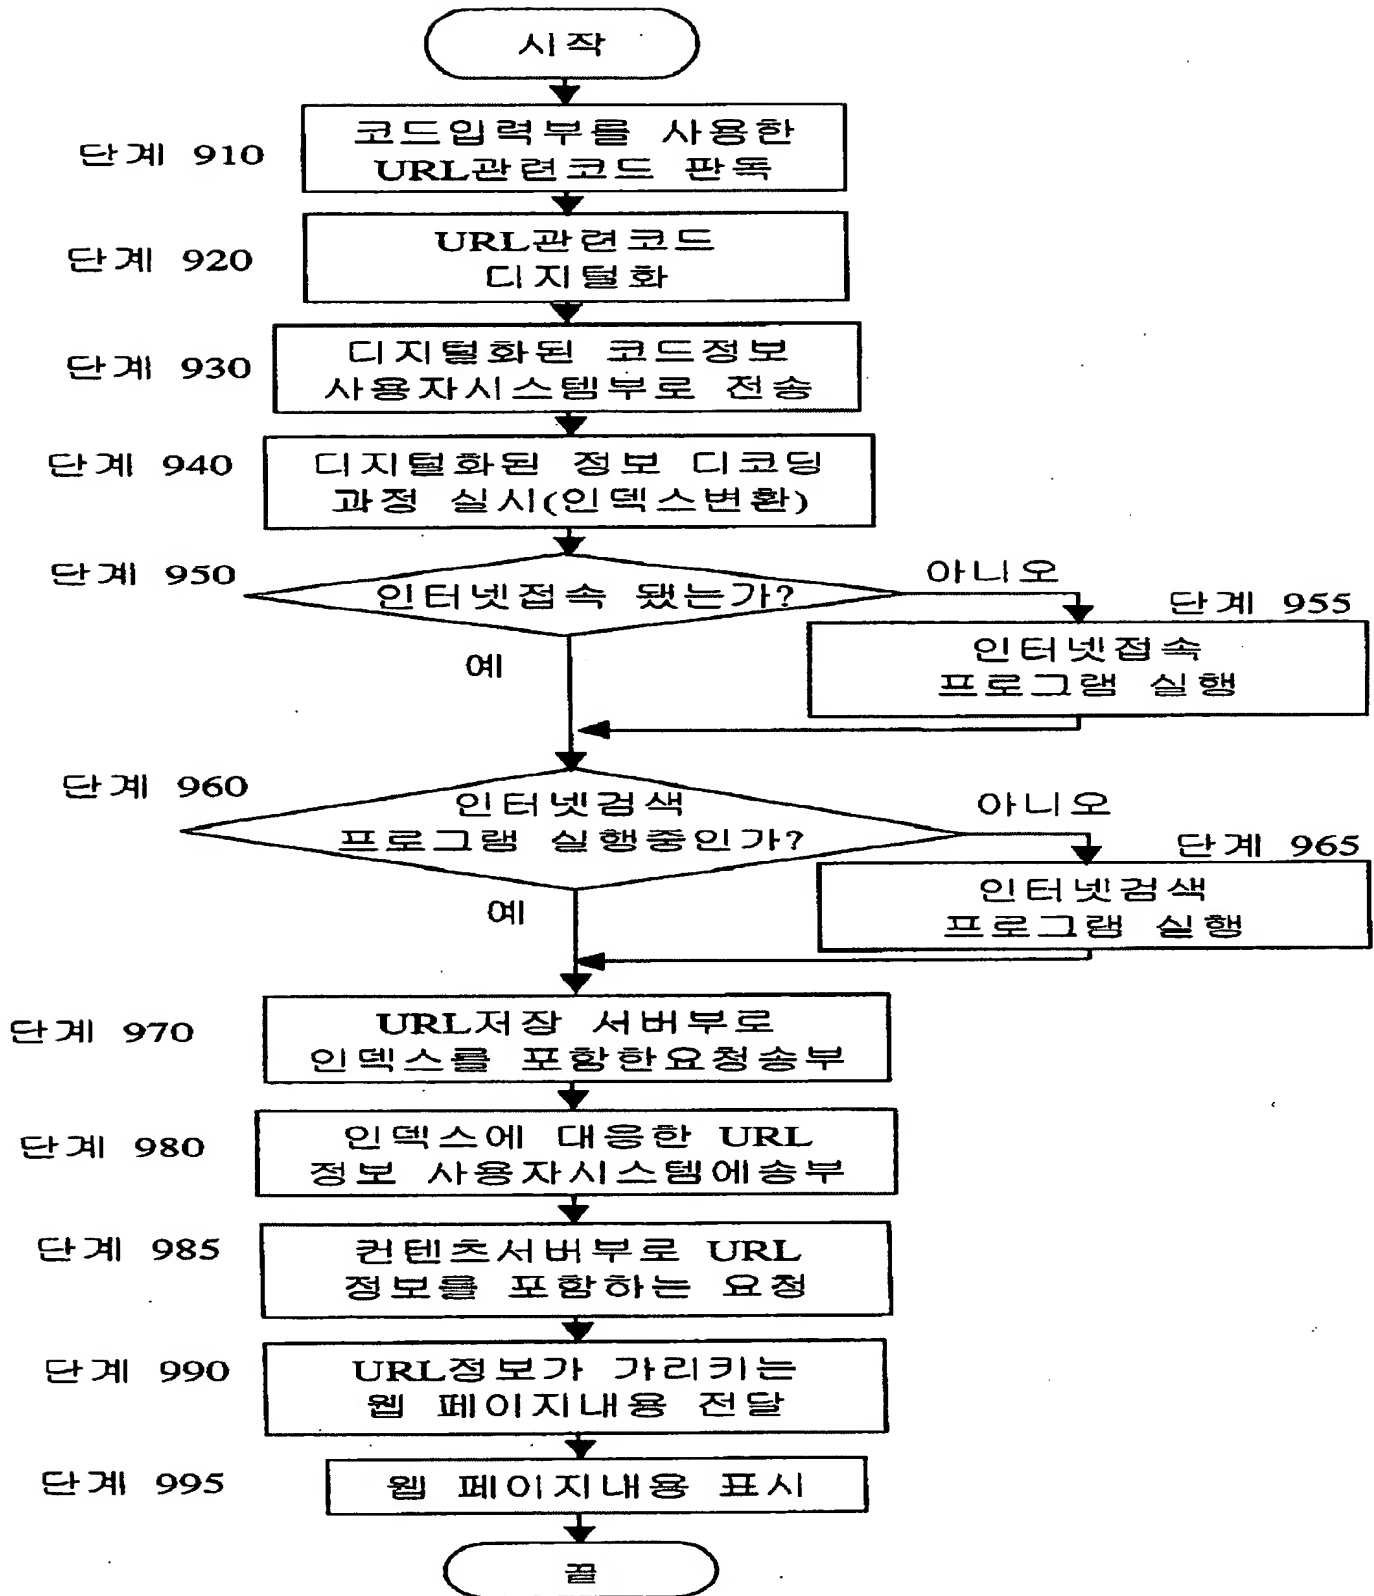 시작
단계 910
코드입력부를 사용한
URL관련코드 판독
단계 920
URL관련코드
디지털화
단계 930
디지털화된 코드정보
사용자시스템부로 전송
단계 940
디지털화된 정보 디코딩
과정 실시(인덱스변환)
단계 950
인터넷접속 됐는가?
아니오
예
단계 955
인터넷접속
프로그램 실행
단계 960
인터넷검색
프로그램 실행중인가?
아니오
예
단계 965
인터넷검색
프로그램 실행
단계 970
URL저장 서버부로
인덱스를 포함한요청송부
단계 980
인덱스에 대응한 URL
정보 사용자시스템에송부
단계 985
컨텐츠서버부로 URL
정보를 포함하는 요청
단계 990
URL정보가 가리키는
웹 페이지내용 전달
단계 995
웹 페이지내용 표시
끝